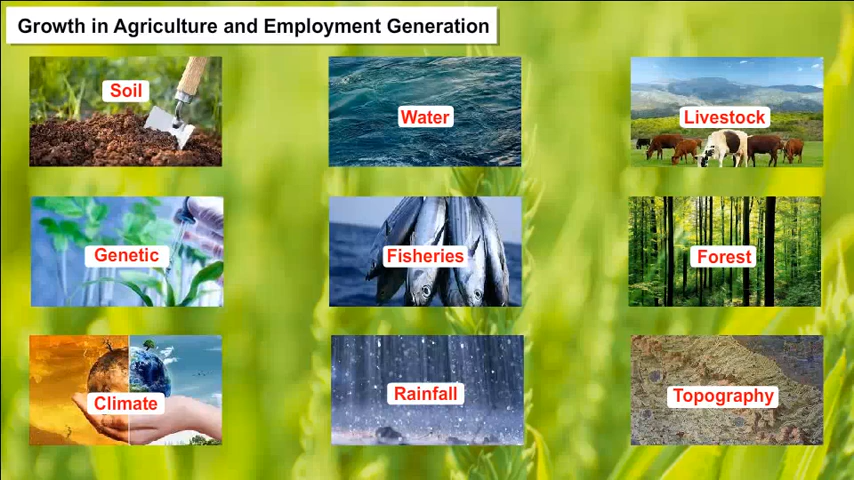 Growth in Agriculture and Employment Generation
Soil
Water
Livestock
Genetic
Fisheries
Forest
Climate
Rainfall
Topography